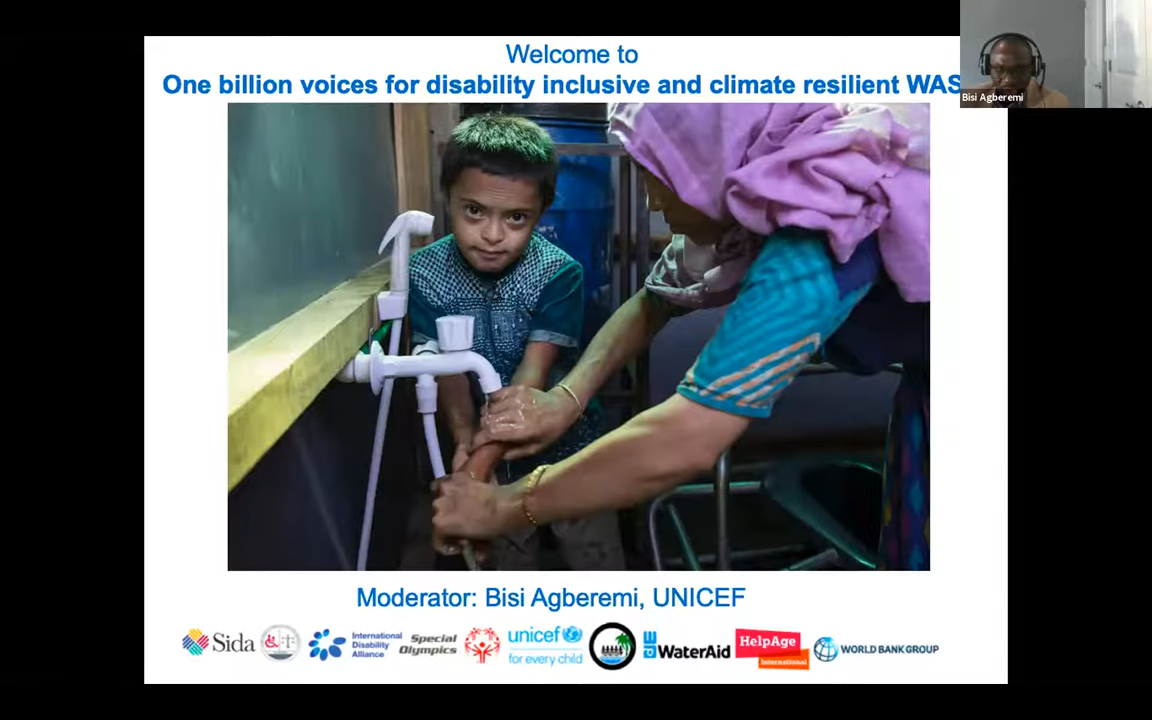 Welcome to
One billion voices for disability inclusive and climate resilient WAS
Bisi Agberemi
Moderator: Bisi Agberemi, UNICEF
Sida
International
Disability
Alliance
Special
Olympics
unicef
for every child
WaterAid
HelpAge
International
WORLD BANK GROUP